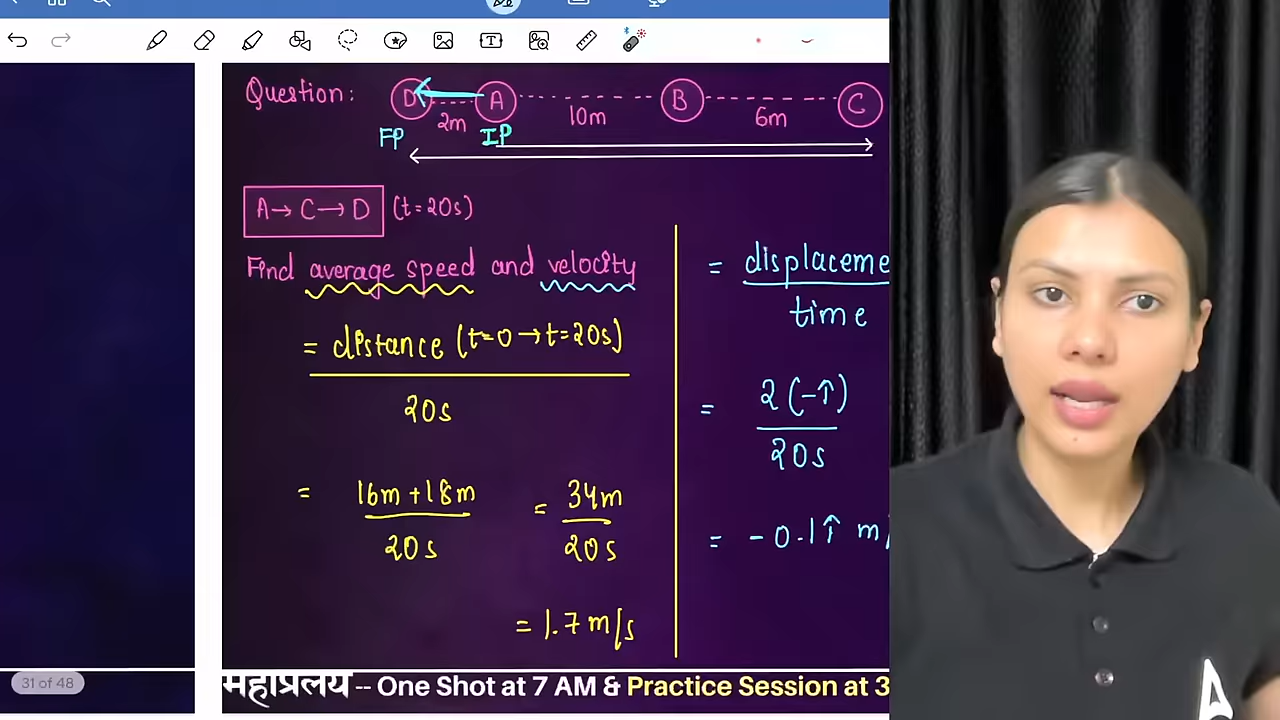 Question: D A B C
2m 10m 6m
FP IP
A→ C→ D (t=20s)
Find average speed and velocity
= distance (t=0→t=20s)
20s
= 16m+18m = 34m
20s 20s
= 1.7m/s
= displaceme
time
= 2(-î)
20s
= -0.1î m/
31 of 48
महाप्रलय -- One Shot at 7 AM & Practice Session at 3